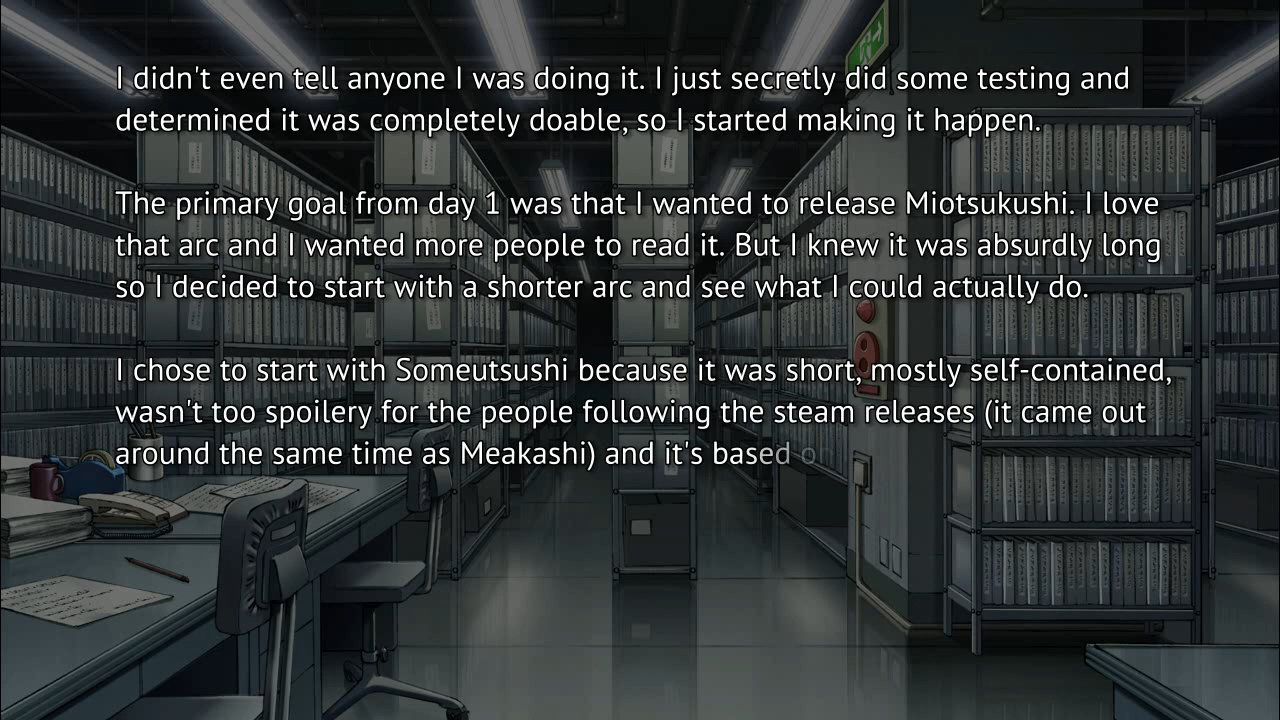 I didn't even tell anyone I was doing it. I just secretly did some testing and
determined it was completely doable, so I started making it happen.
The primary goal from day 1 was that I wanted to release Miotsukushi. I love
that arc and I wanted more people to read it. But I knew it was absurdly long
so I decided to start with a shorter arc and see what I could actually do.
I chose to start with Someutsushi because it was short, mostly self-contained,
wasn't too spoilery for the people following the steam releases (it came out
around the same time as Meakashi) and it's based on